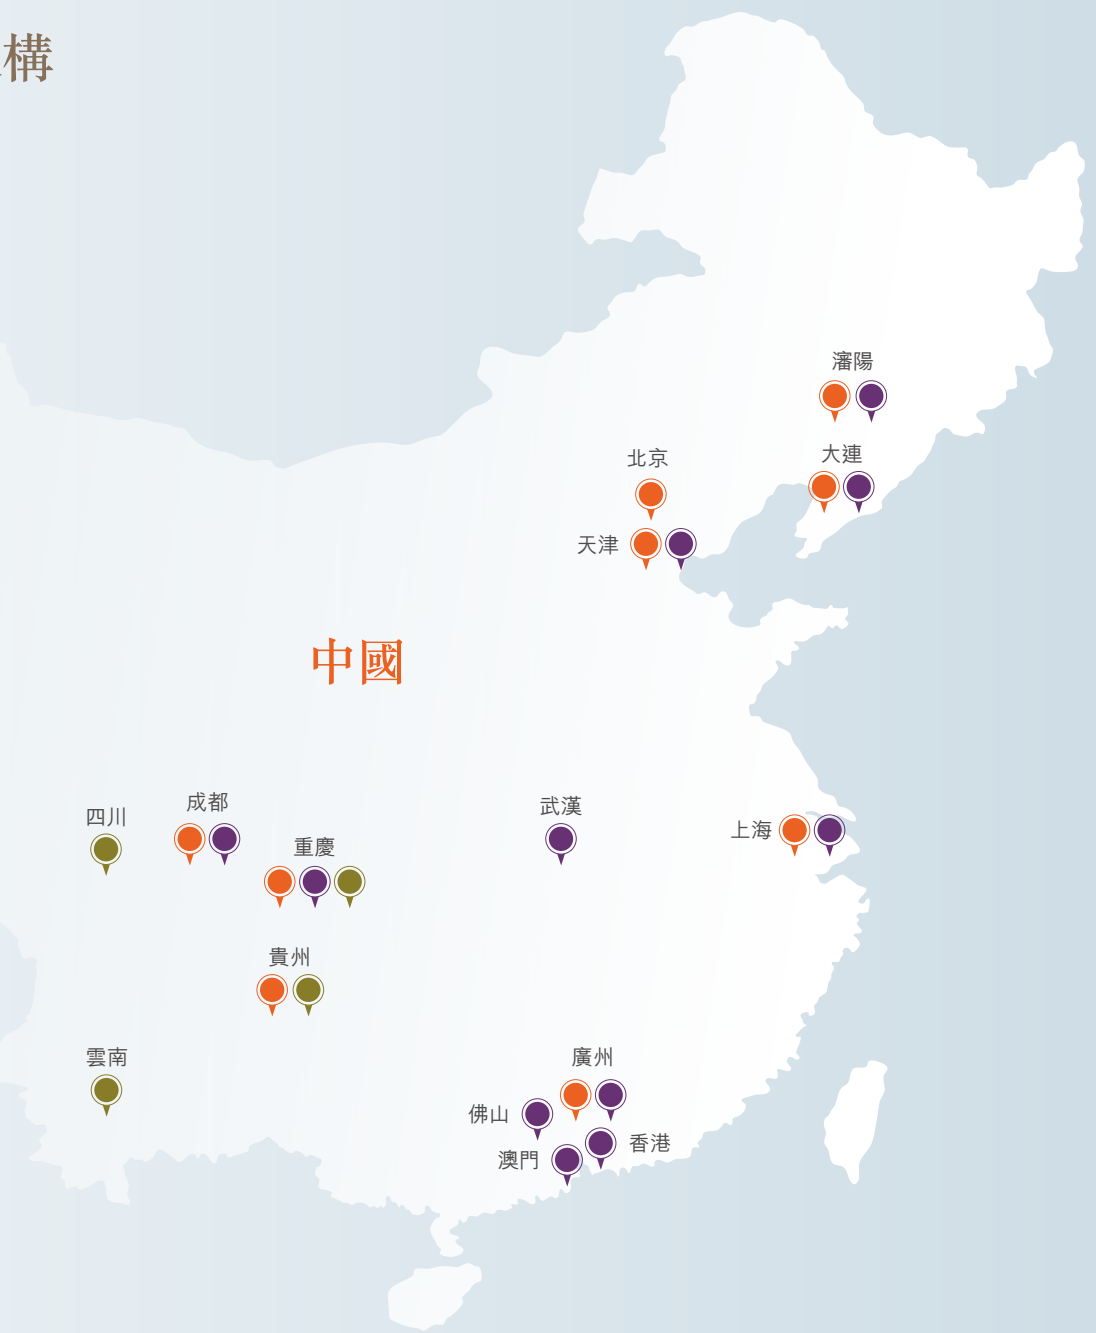 構
瀋陽
大連
北京
天津
中國
四川
成都
重慶
武漢
上海
貴州
雲南
廣州
佛山
香港
澳門